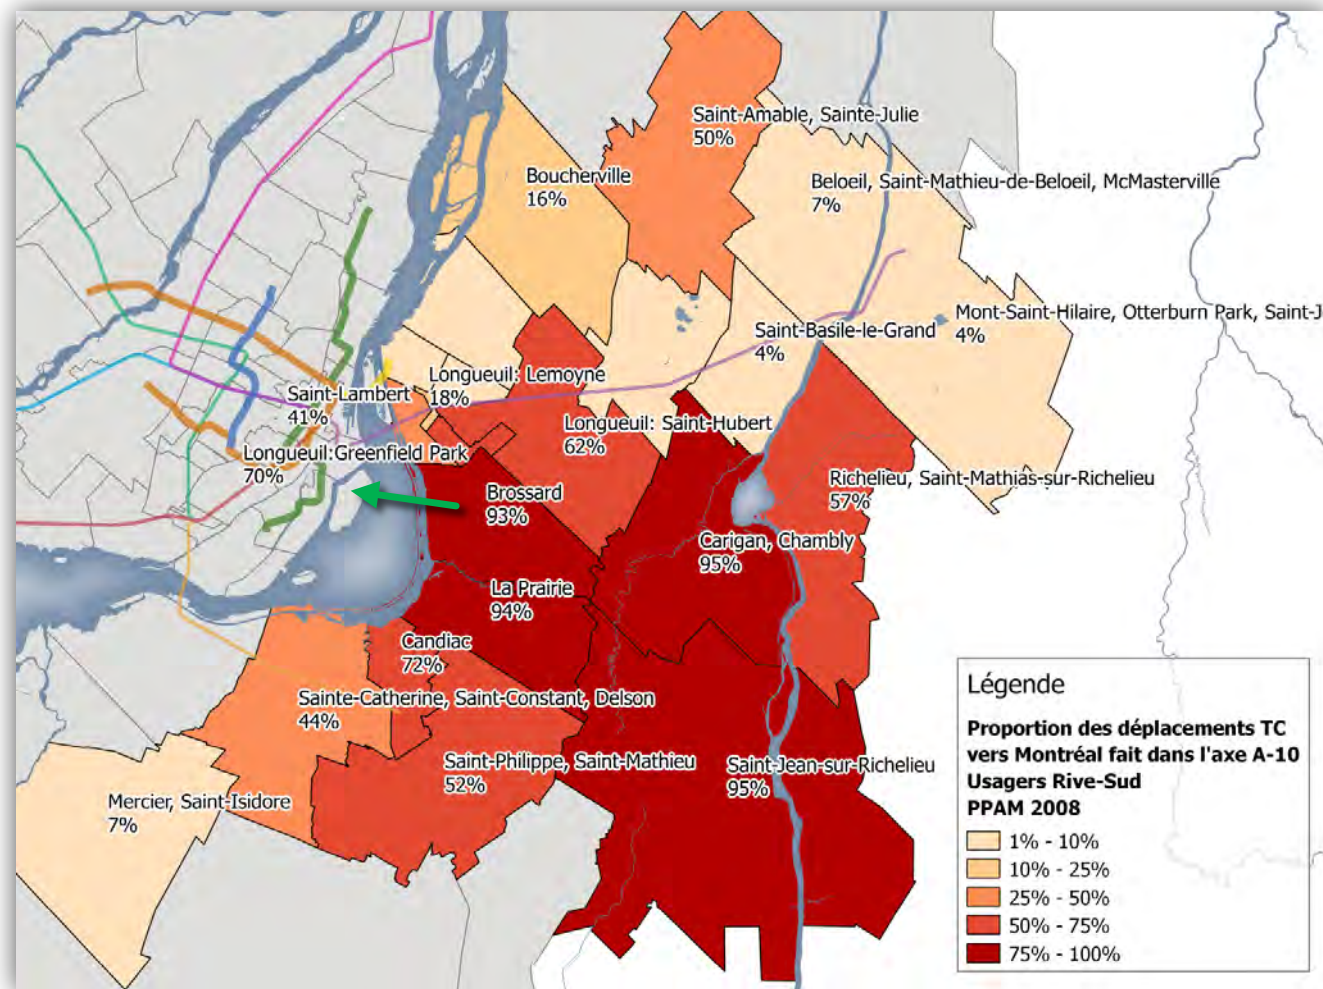 Saint-Amable, Sainte-Julie
50%
Boucherville
16%
Beloeil, Saint-Mathieu-de-Beloeil, McMasterville
7%
Mont-Saint-Hilaire, Otterburn Park, Saint-J
4%
Saint-Basile-le-Grand
4%
Longueuil: Lemoyne
18%
Saint-Lambert
41%
Longueuil: Saint-Hubert
62%
Longueuil:Greenfield Park
70%
Richelieu, Saint-Mathias-sur-Richelieu
57%
Brossard
93%
Carigan, Chambly
95%
La Prairie
94%
Candiac
72%
Sainte-Catherine, Saint-Constant, Delson
44%
Saint-Philippe, Saint-Mathieu
52%
Saint-Jean-sur-Richelieu
95%
Mercier, Saint-Isidore
7%
Légende
Proportion des déplacements TC
vers Montréal fait dans l'axe A-10
Usagers Rive-Sud
PPAM 2008
1% - 10%
10% - 25%
25% - 50%
50% - 75%
75% - 100%